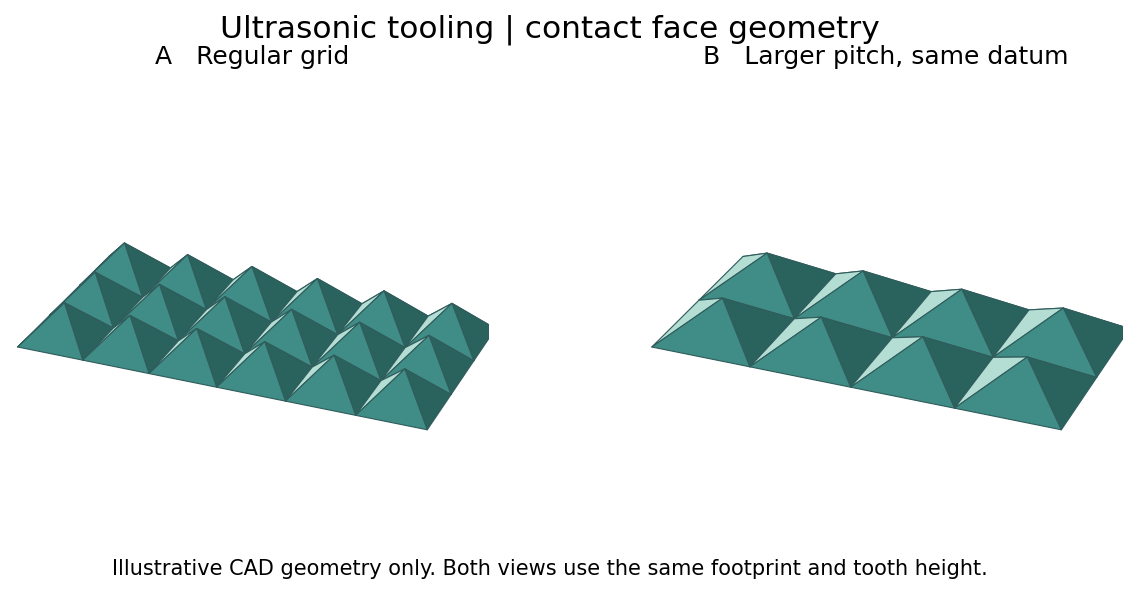 Ultrasonic tooling | contact face geometry
A Regular grid
B Larger pitch, same datum
Illustrative CAD geometry only. Both views use the same footprint and tooth height.